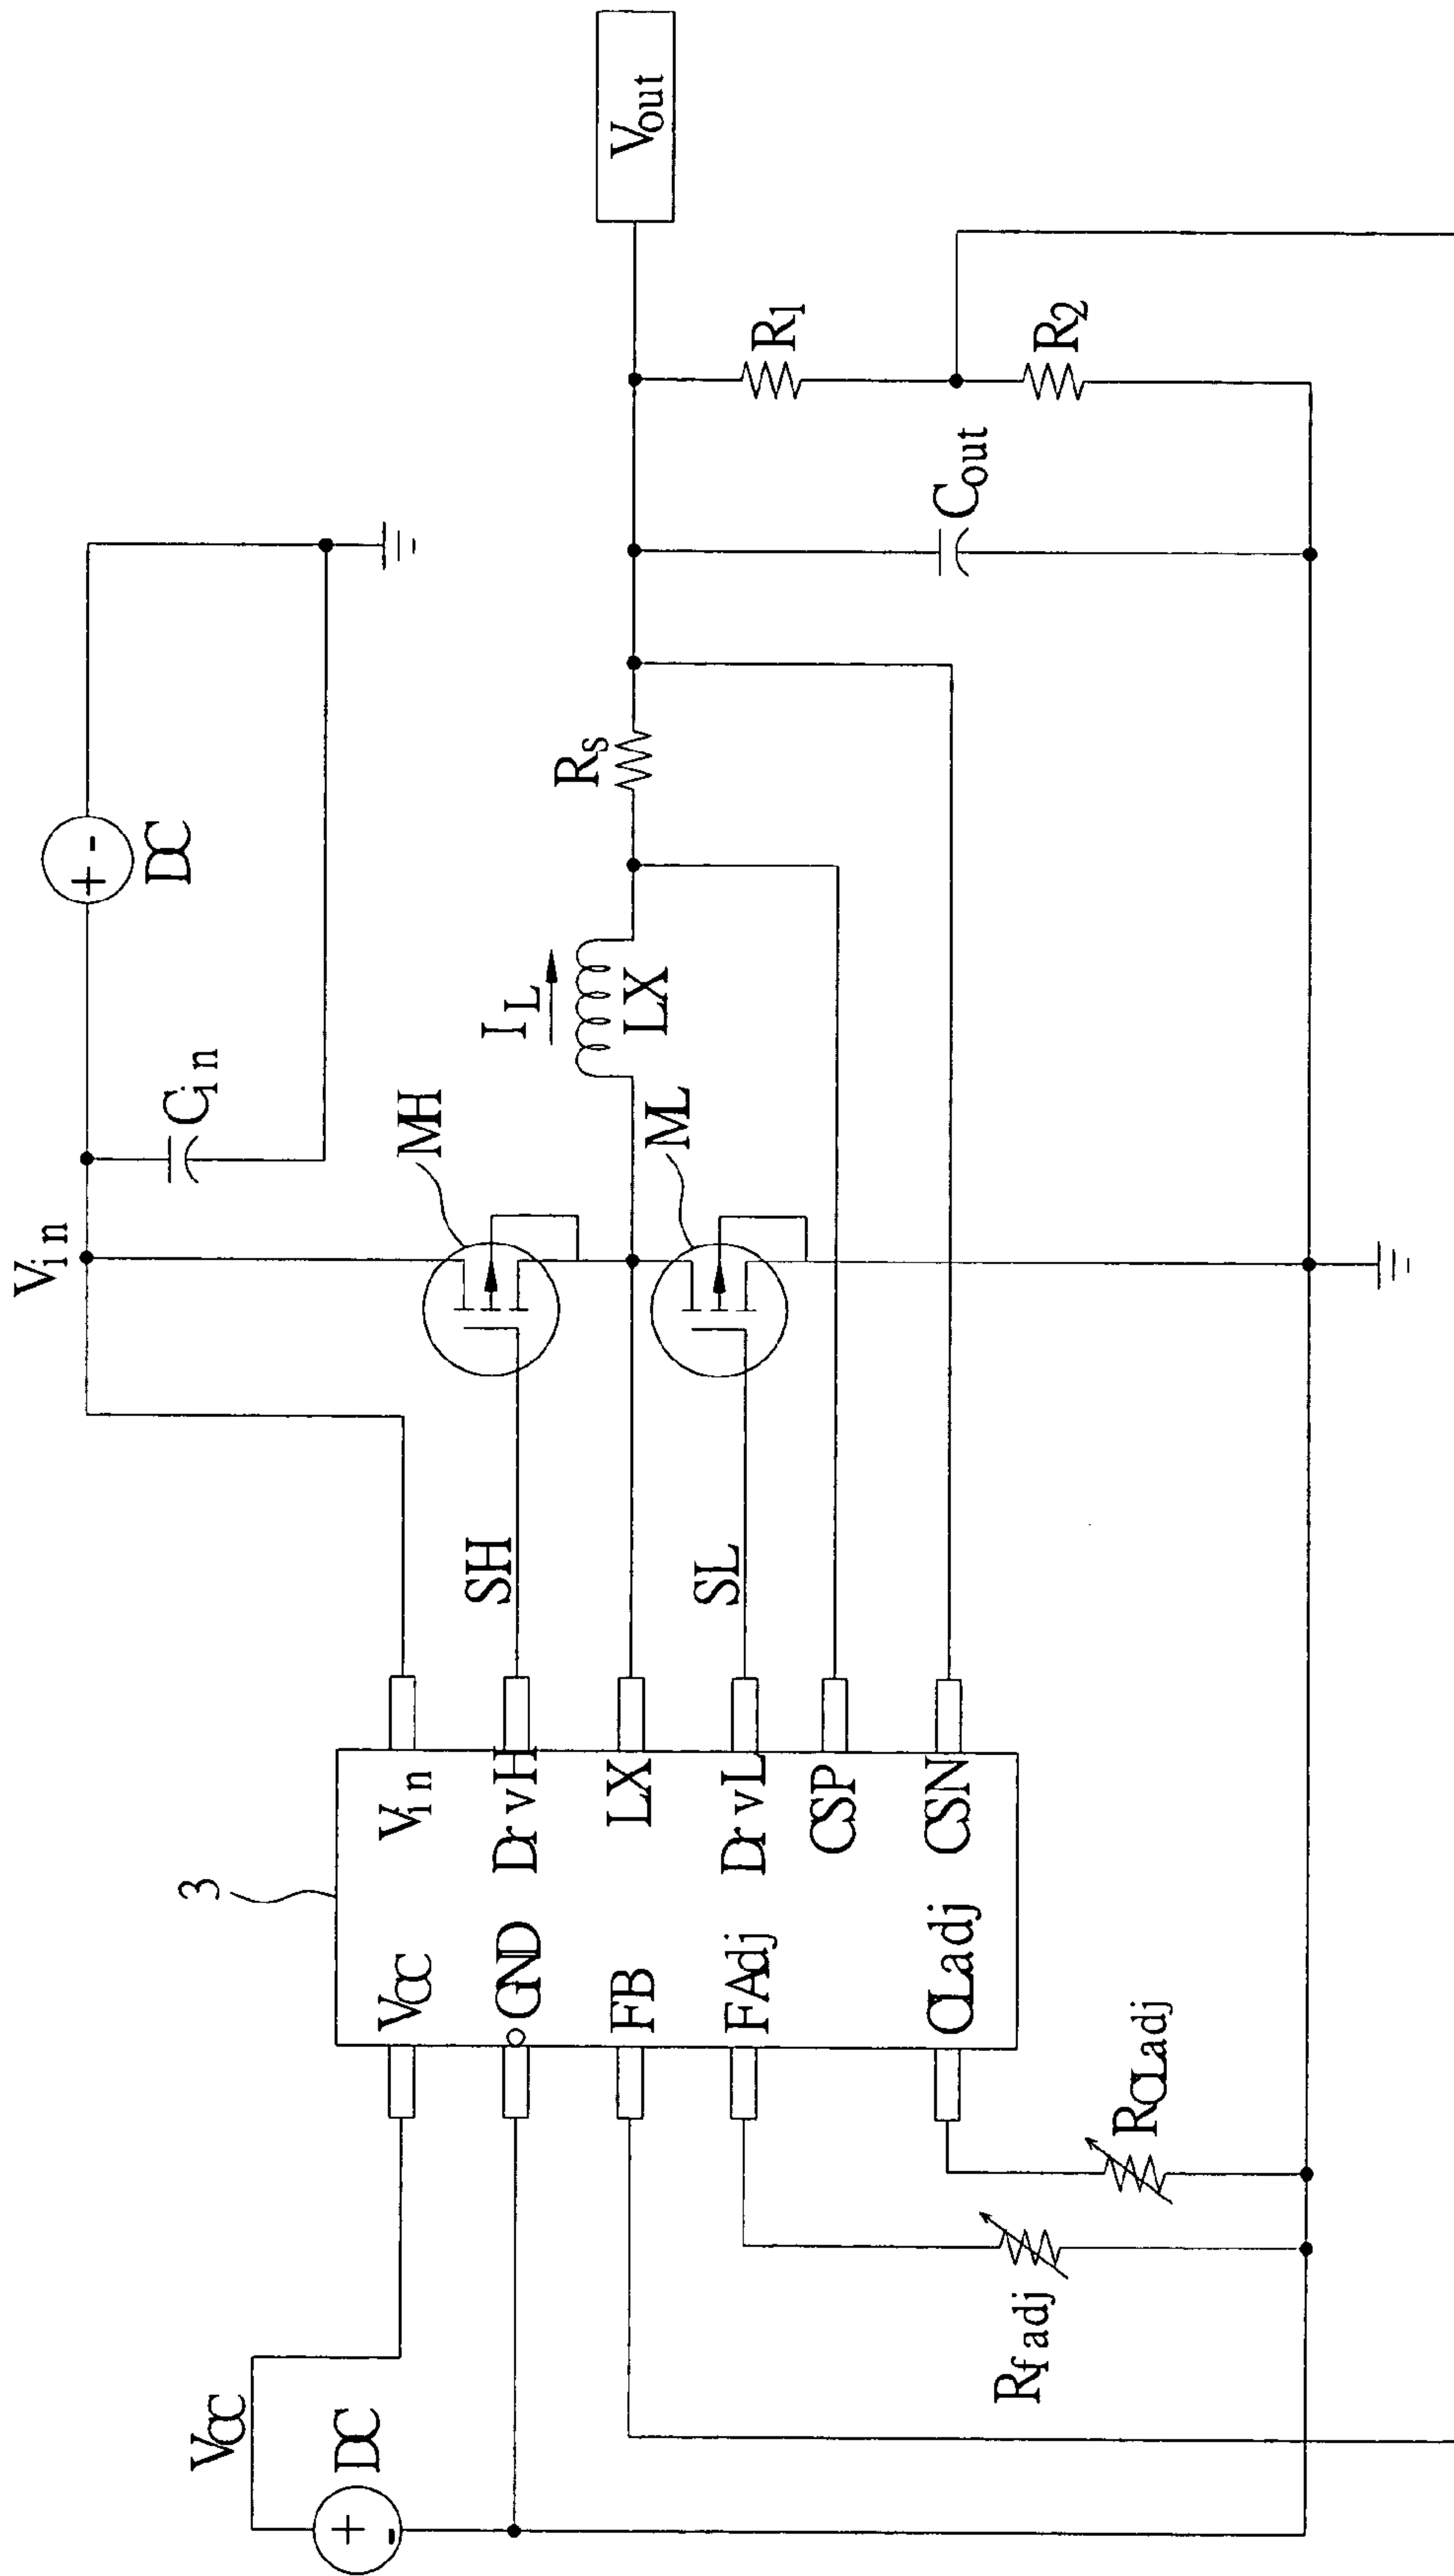 Vin
Cin
DC
Vcc
DC
3
Vcc
GND
FB
FAdj
CLadj
Vin
DrvH
LX
DrvL
CSP
CSN
SH
SL
MH
ML
IL
LX
Rs
Cout
R1
R2
Vout
Rfadj
RCLadj